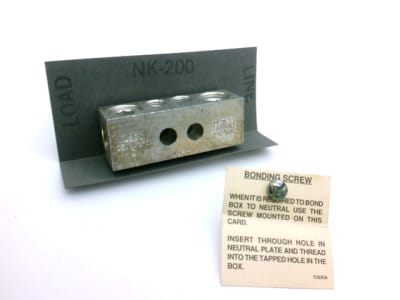 NK-200
LOAD
LINE
BONDING SCREW
WHEN IT IS REQUIRED TO BOND
BOX TO NEUTRAL USE THE
SCREW MOUNTED ON THIS
CARD.
INSERT THROUGH HOLE IN
NEUTRAL PLATE AND THREAD
INTO THE TAPPED HOLE IN THE
BOX.